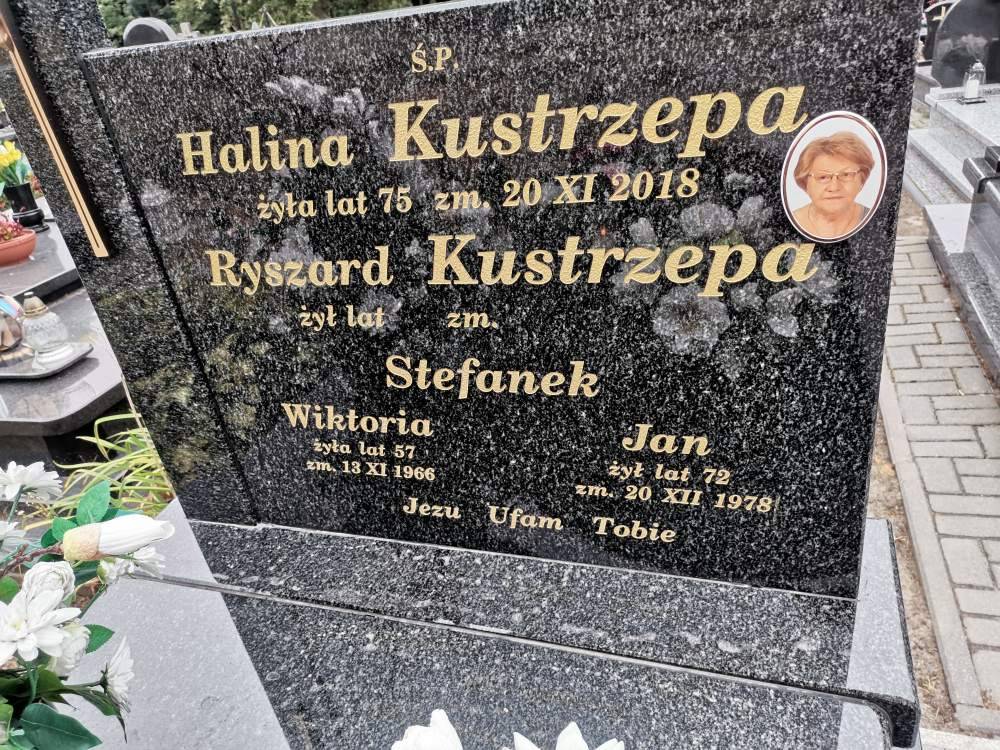 Ś.P.
Halina Kustrzepa
żyła lat 75 zm. 20 XI 2018
Ryszard Kustrzepa
żył lat zm.
Stefanek
Wiktoria
żyła lat 57
zm. 13 XI 1966
Jan
żył lat 72
zm. 20 XII 1978
Jezu Ufam Tobie